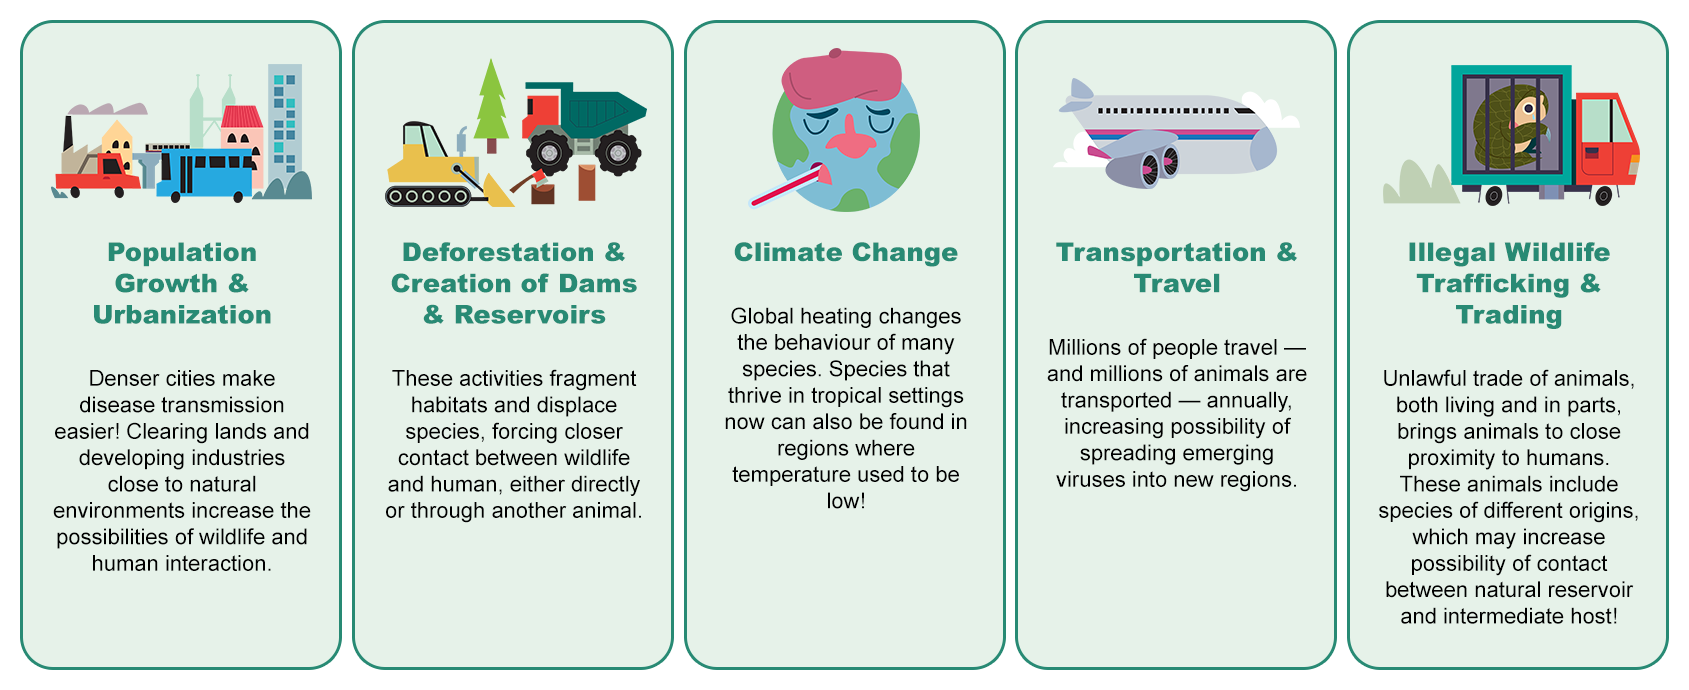 Population
Growth &
Urbanization
Denser cities make
disease transmission
easier! Clearing lands and
developing industries
close to natural
environments increase the
possibilities of wildlife and
human interaction.
Deforestation &
Creation of Dams
& Reservoirs
These activities fragment
habitats and displace
species, forcing closer
contact between wildlife
and human, either directly
or through another animal.
Climate Change
Global heating changes
the behaviour of many
species. Species that
thrive in tropical settings
now can also be found in
regions where
temperature used to be
low!
Transportation &
Travel
Millions of people travel —
and millions of animals are
transported — annually,
increasing possibility of
spreading emerging
viruses into new regions.
Illegal Wildlife
Trafficking &
Trading
Unlawful trade of animals,
both living and in parts,
brings animals to close
proximity to humans.
These animals include
species of different origins,
which may increase
possibility of contact
between natural reservoir
and intermediate host!